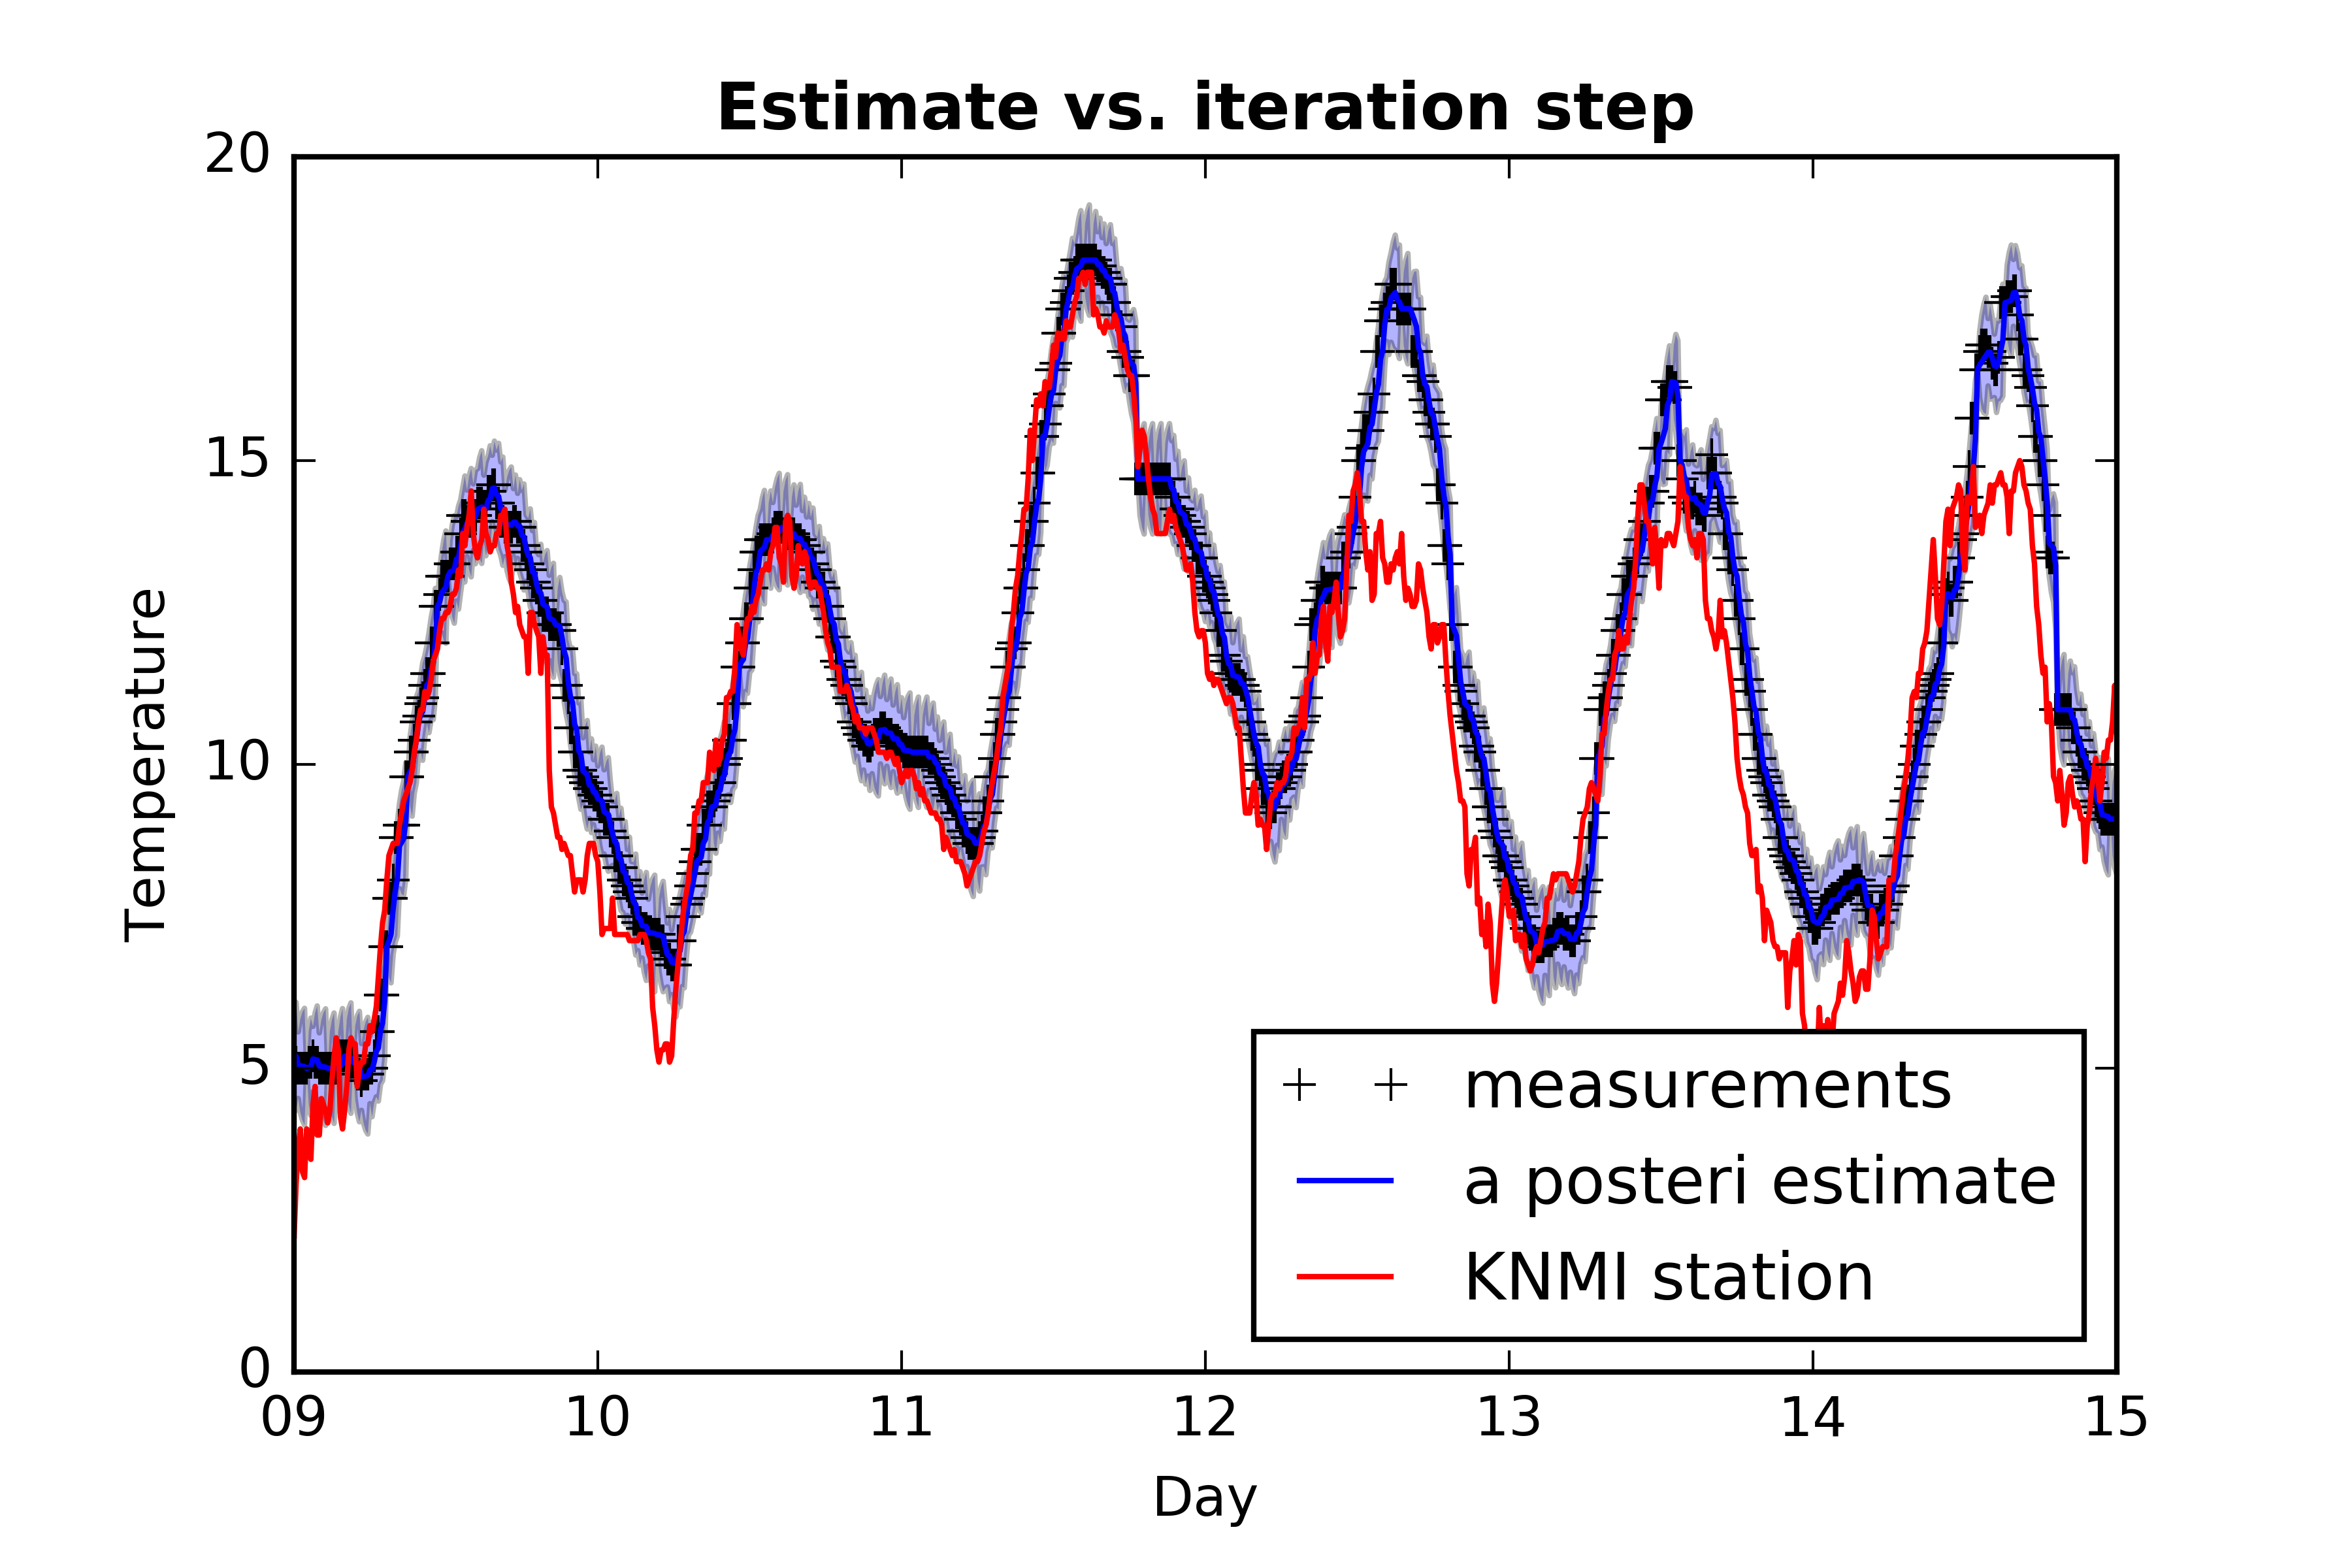 Estimate vs. iteration step
20
15
10
5
0
Temperature
09 10 11 12 13 14 15
Day
measurements
a posteri estimate
KNMI station